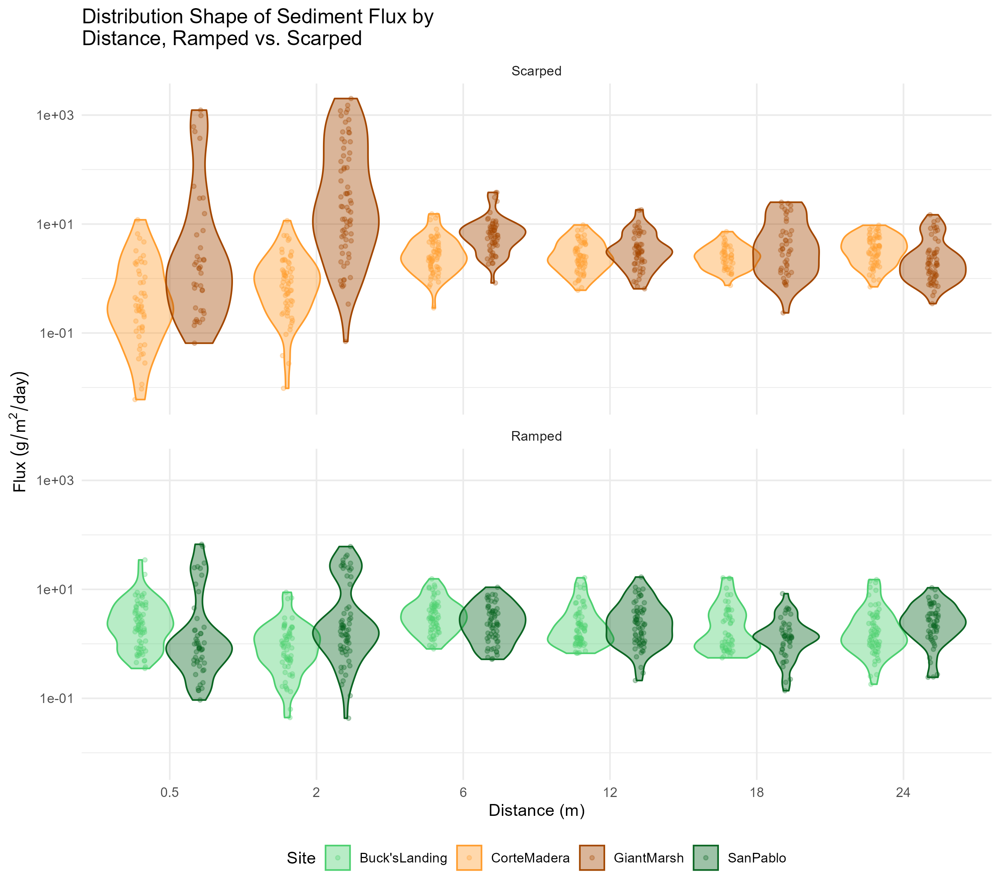 Distribution Shape of Sediment Flux by
Distance, Ramped vs. Scarped
Scarped
1e+03
1e+01
1e-01
Flux (g/m²/day)
Ramped
1e+03
1e+01
1e-01
0.5 2 6 12 18 24
Distance (m)
Site Buck'sLanding CorteMadera GiantMarsh SanPablo